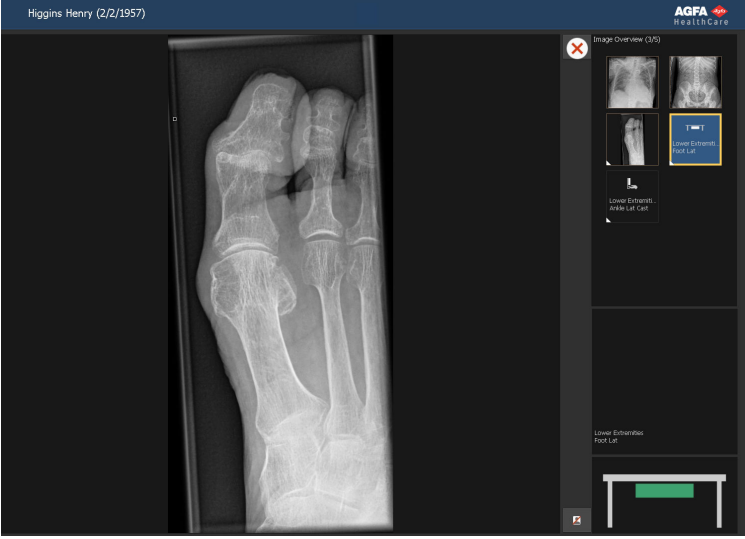 Higgins Henry (2/2/1957)
AGFA
HealthCare
Image Overview (3/5)
Lower Extremiti...
Foot Lat
Lower Extremiti...
Ankle Lat Cast
Lower Extremities
Foot Lat